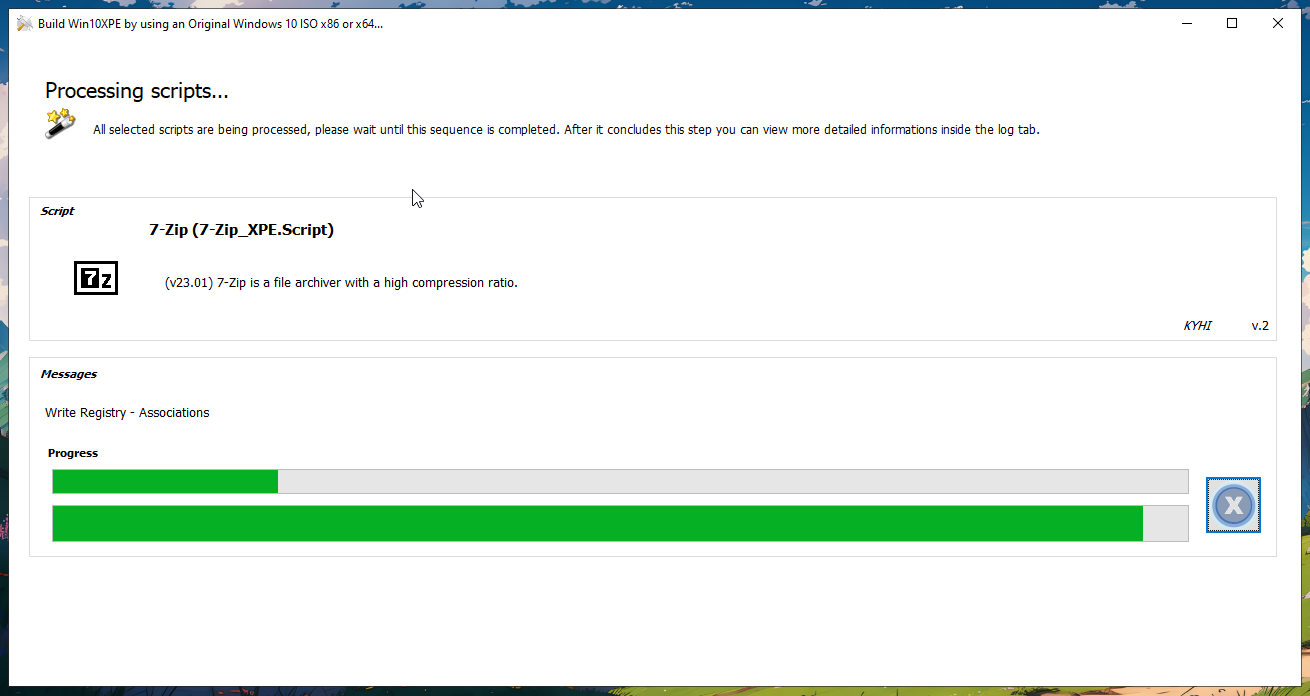 Build Win10XPE by using an Original Windows 10 ISO x86 or x64...
Processing scripts...
All selected scripts are being processed, please wait until this sequence is completed. After it concludes this step you can view more detailed informations inside the log tab.
Script
7-Zip (7-Zip_XPE.Script)
7z
(v23.01) 7-Zip is a file archiver with a high compression ratio.
KYHI v.2
Messages
Write Registry - Associations
Progress
X